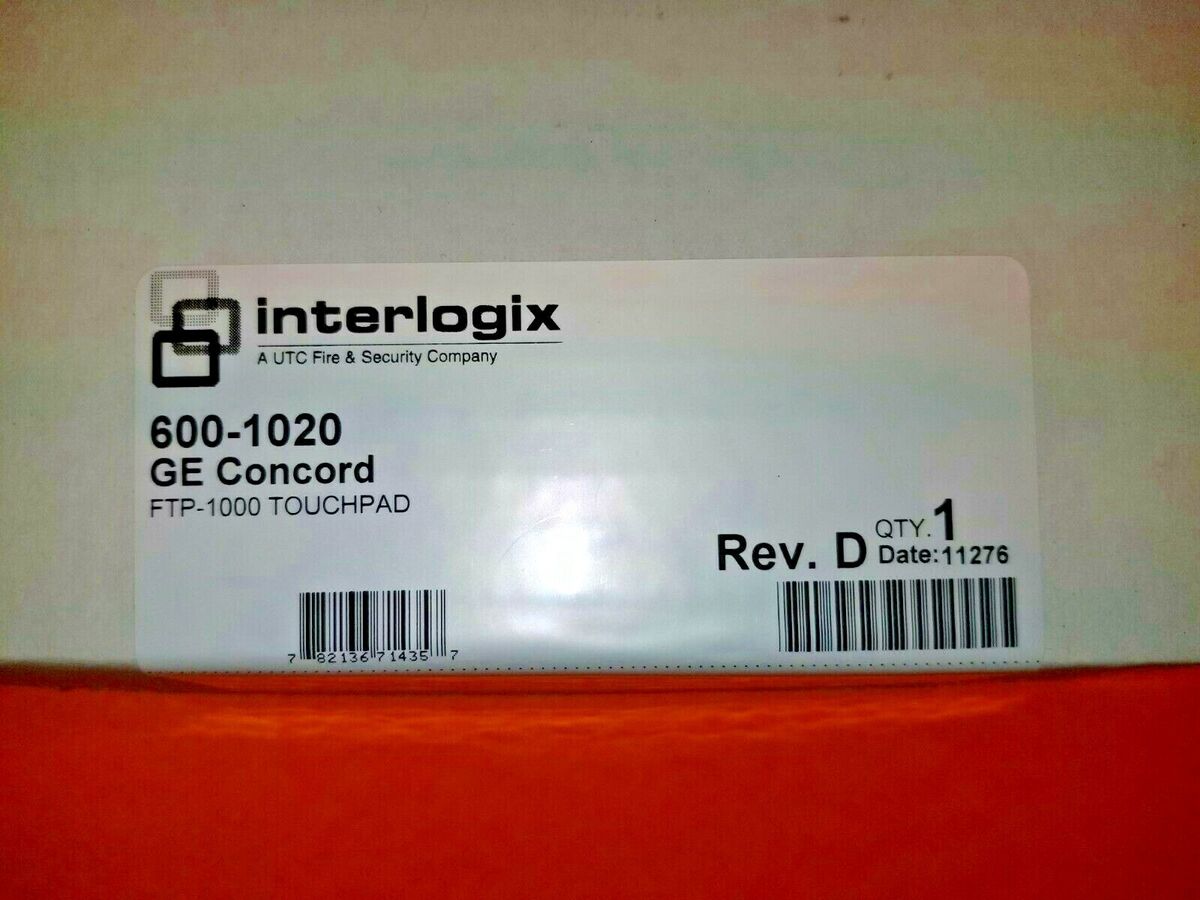 interlogix
A UTC Fire & Security Company
600-1020
GE Concord
FTP-1000 TOUCHPAD
QTY. 1
Rev. D Date:11276
7 82136 71435 7